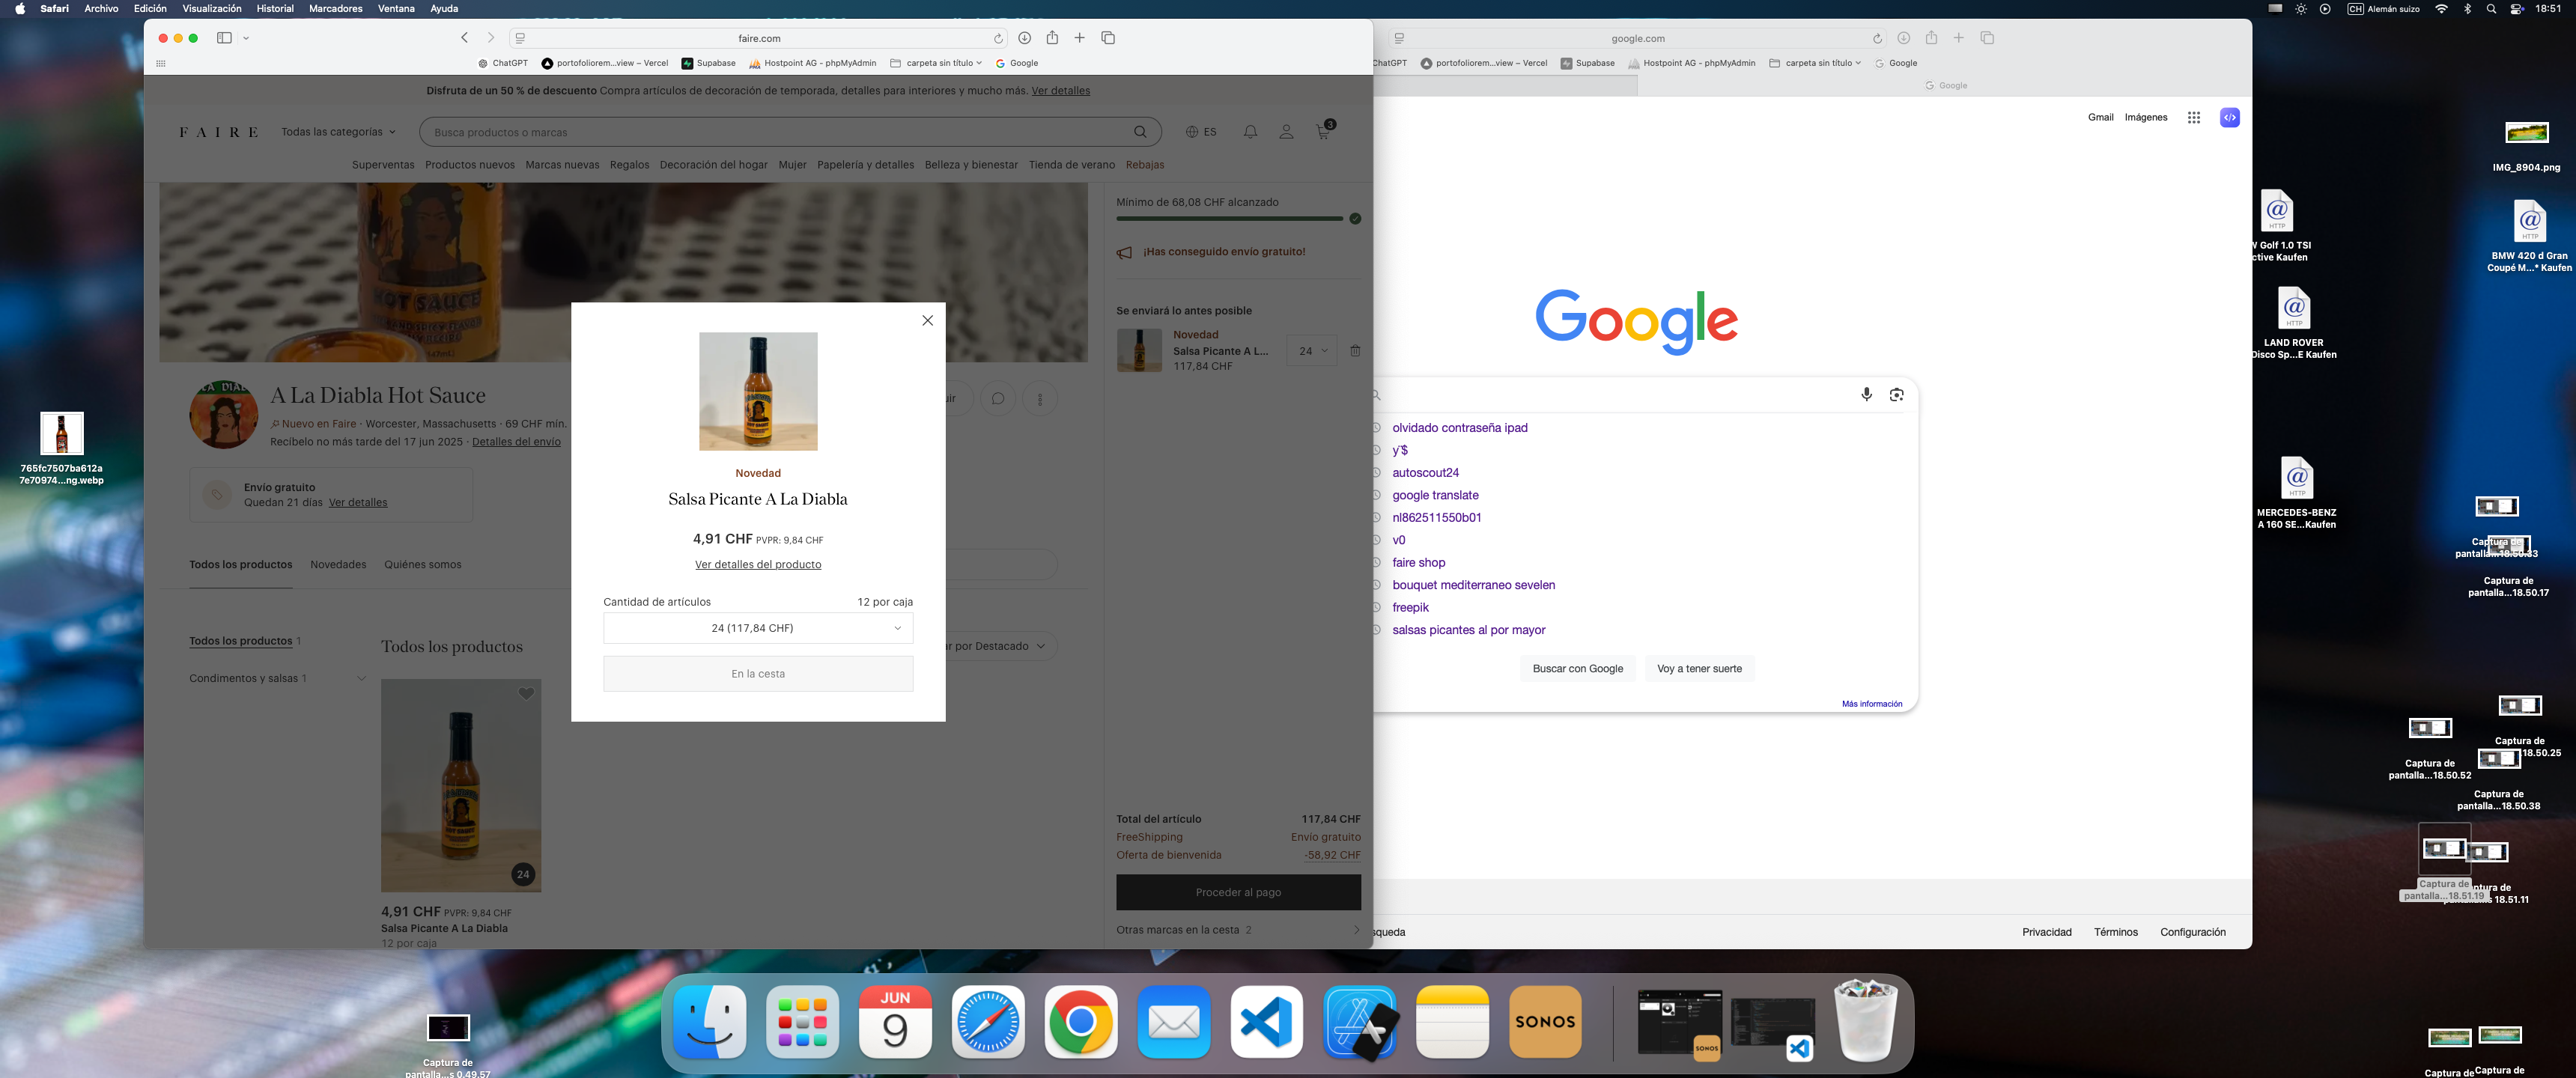 Safari Archivo Edición Visualización Historial Marcadores Ventana Ayuda
CH Alemán suizo 18:51
faire.com
ChatGPT portofoliorem...view – Vercel Supabase Hostpoint AG - phpMyAdmin carpeta sin título Google
Disfruta de un 50 % de descuento Compra artículos de decoración de temporada, detalles para interiores y mucho más. Ver detalles
FAIRE Todas las categorías Busca productos o marcas ES 3
Superventas Productos nuevos Marcas nuevas Regalos Decoración del hogar Mujer Papelería y detalles Belleza y bienestar Tienda de verano Rebajas
HOT SAUCE
A La Diabla Hot Sauce
Nuevo en Faire · Worcester, Massachusetts · 69 CHF mín.
Recíbelo no más tarde del 17 jun 2025 · Detalles del envío
Envío gratuito
Quedan 21 días Ver detalles
Todos los productos Novedades Quiénes somos
Todos los productos 1
Condimentos y salsas 1
Todos los productos
ar por Destacado
24
4,91 CHF PVPR: 9,84 CHF
Salsa Picante A La Diabla
12 por caja
Novedad
Salsa Picante A La Diabla
4,91 CHF PVPR: 9,84 CHF
Ver detalles del producto
Cantidad de artículos 12 por caja
24 (117,84 CHF)
En la cesta
Mínimo de 68,08 CHF alcanzado
¡Has conseguido envío gratuito!
Se enviará lo antes posible
Novedad
Salsa Picante A L...
117,84 CHF
24
Total del artículo 117,84 CHF
FreeShipping Envío gratuito
Oferta de bienvenida -58,92 CHF
Proceder al pago
Otras marcas en la cesta 2
google.com
ChatGPT portofoliorem...view – Vercel Supabase Hostpoint AG - phpMyAdmin carpeta sin título Google
Google
Gmail Imágenes
Google
olvidado contraseña ipad
y¨$
autoscout24
google translate
nl862511550b01
v0
faire shop
bouquet mediterraneo sevelen
freepik
salsas picantes al por mayor
Buscar con Google Voy a tener suerte
Más información
squeda
Privacidad Términos Configuración
765fc7507ba612a
7e70974...ng.webp
IMG_8904.png
HTTP
W Golf 1.0 TSI
ctive Kaufen
HTTP
BMW 420 d Gran
Coupé M...* Kaufen
HTTP
LAND ROVER
Disco Sp...E Kaufen
HTTP
MERCEDES-BENZ
A 160 SE...Kaufen
Captura de
pantalla...18.50.33
Captura de
pantalla...18.50.17
18.50.25
Captura de
Captura de
pantalla...18.50.52
Captura de
pantalla...18.50.38
Captura de
pantalla...18.51.19
18.51.11
Captura de
pantalla...s 0.49.57
Captura de
Captura de
JUN
9
SONOS
SONOS